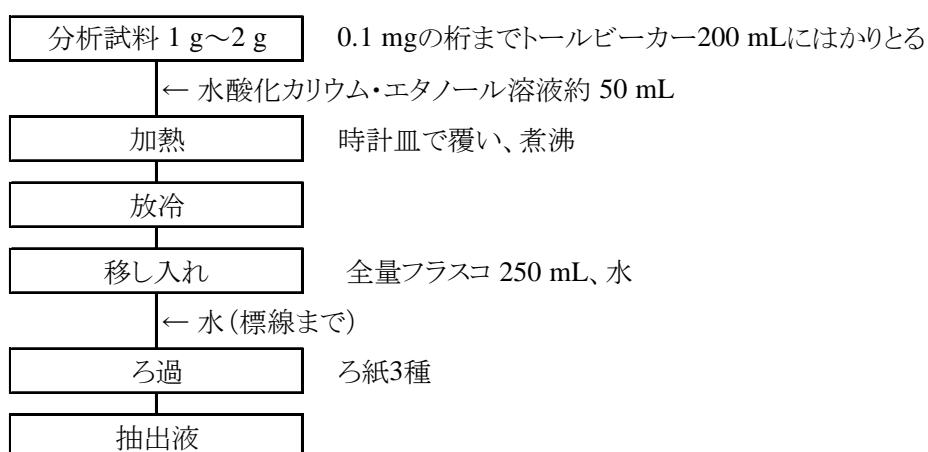 分析試料 1 g～2 g 0.1 mgの桁までトールビーカー200 mLにはかりとる
← 水酸化カリウム・エタノール溶液約 50 mL
加熱 時計皿で覆い、煮沸
放冷
移し入れ 全量フラスコ 250 mL、水
← 水（標線まで）
ろ過 ろ紙3種
抽出液